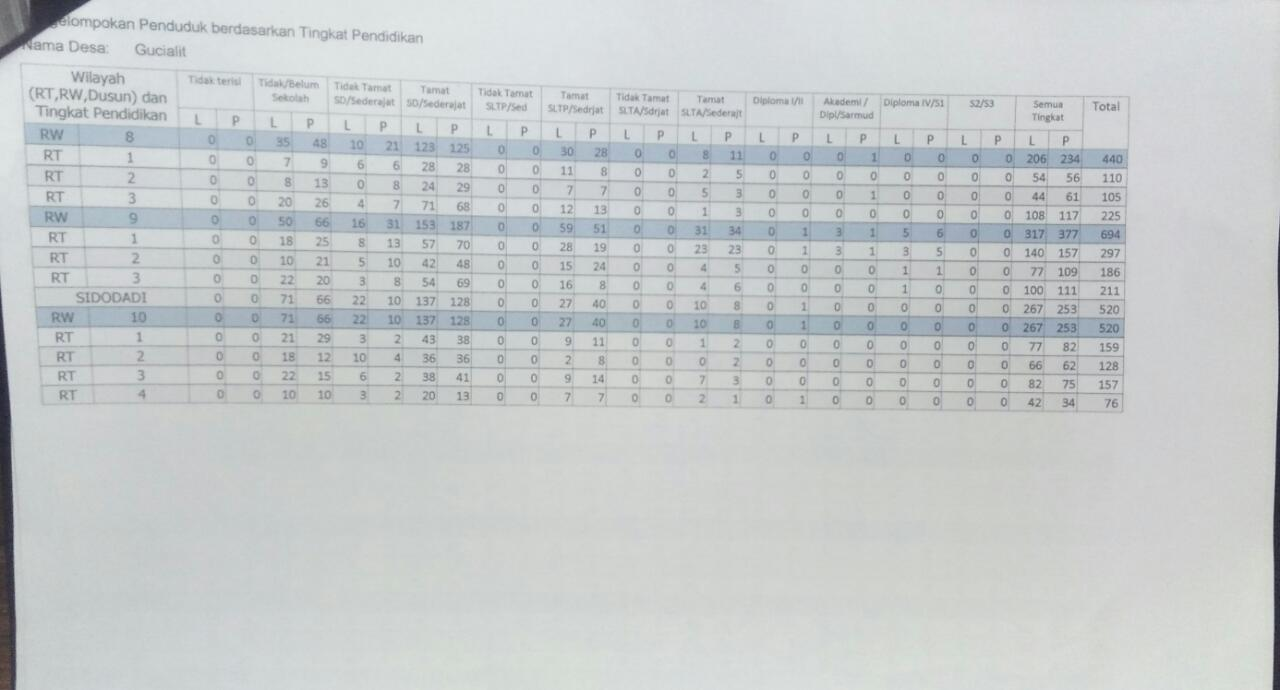 elompokan Penduduk berdasarkan Tingkat Pendidikan
Nama Desa: Gucialit
Wilayah (RT,RW,Dusun) dan Tingkat Pendidikan Tidak terisi Tidak/Belum Sekolah Tidak Tamat SD/Sederajat Tamat SD/Sederajat Tidak Tamat SLTP/Sed Tamat SLTP/Sedrjat Tidak Tamat SLTA/Sdrjat Tamat SLTA/Sederajt Diploma I/II Akademi / Dipl/Sarmud Diploma IV/S1 S2/S3 Semua Tingkat Total
L P L P L P L P L P L P L P L P L P L P L P L P L P
RW 8 0 0 35 48 10 21 123 125 0 0 30 28 0 0 8 11 0 0 0 1 0 0 0 0 206 234 440
RT 1 0 0 7 9 6 6 28 28 0 0 11 8 0 0 2 5 0 0 0 0 0 0 0 0 54 56 110
RT 2 0 0 8 13 0 8 24 29 0 0 7 7 0 0 5 3 0 0 0 1 0 0 0 0 44 61 105
RT 3 0 0 20 26 4 7 71 68 0 0 12 13 0 0 1 3 0 0 0 0 0 0 0 0 108 117 225
RW 9 0 0 50 66 16 31 153 187 0 0 59 51 0 0 31 34 0 1 3 1 5 6 0 0 317 377 694
RT 1 0 0 18 25 8 13 57 70 0 0 28 19 0 0 23 23 0 1 3 1 3 5 0 0 140 157 297
RT 2 0 0 10 21 5 10 42 48 0 0 15 24 0 0 4 5 0 0 0 0 1 1 0 0 77 109 186
RT 3 0 0 22 20 3 8 54 69 0 0 16 8 0 0 4 6 0 0 0 0 1 0 0 0 100 111 211
SIDODADI 0 0 71 66 22 10 137 128 0 0 27 40 0 0 10 8 0 1 0 0 0 0 0 0 267 253 520
RW 10 0 0 71 66 22 10 137 128 0 0 27 40 0 0 10 8 0 1 0 0 0 0 0 0 267 253 520
RT 1 0 0 21 29 3 2 43 38 0 0 9 11 0 0 1 2 0 0 0 0 0 0 0 0 77 82 159
RT 2 0 0 18 12 10 4 36 36 0 0 2 8 0 0 0 2 0 0 0 0 0 0 0 0 66 62 128
RT 3 0 0 22 15 6 2 38 41 0 0 9 14 0 0 7 3 0 0 0 0 0 0 0 0 82 75 157
RT 4 0 0 10 10 3 2 20 13 0 0 7 7 0 0 2 1 0 1 0 0 0 0 0 0 42 34 76